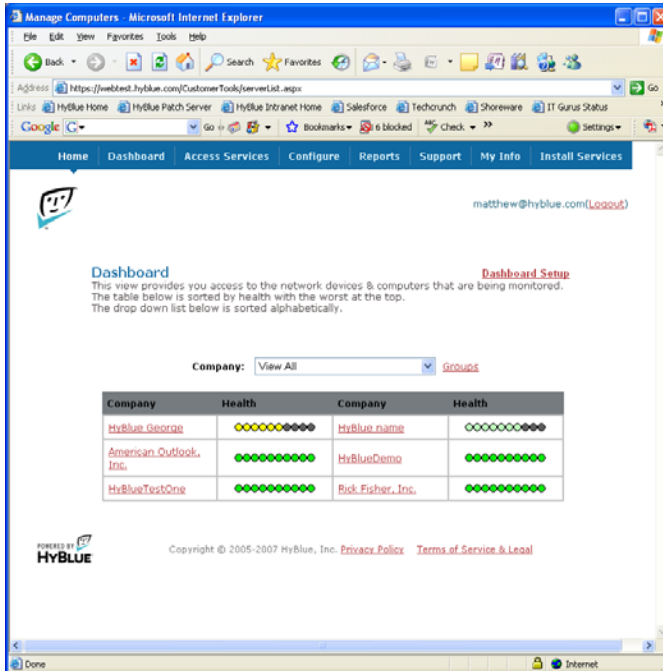 Manage Computers - Microsoft Internet Explorer
File Edit View Favorites Tools Help
Back Search Favorites
Address https://webtest.hyblue.com/CustomerTools/serverList.aspx Go
Links HyBlue Home HyBlue Patch Server HyBlue Intranet Home Salesforce Techcrunch Shoreware IT Gurus Status
Google G Go Bookmarks 6 blocked Check » Settings
Home Dashboard Access Services Configure Reports Support My Info Install Services
matthew@hyblue.com(Logout)
Dashboard Dashboard Setup
This view provides you access to the network devices & computers that are being monitored.
The table below is sorted by health with the worst at the top.
The drop down list below is sorted alphabetically.
Company: View All Groups
Company Health Company Health
HyBlue George HyBlue name
American Outlook, Inc. HyBlueDemo
HyBlueTestOne Rick Fisher, Inc.
POWERED BY
HYBLUE
Copyright © 2005-2007 HyBlue, Inc. Privacy Policy Terms of Service & Legal
Done Internet